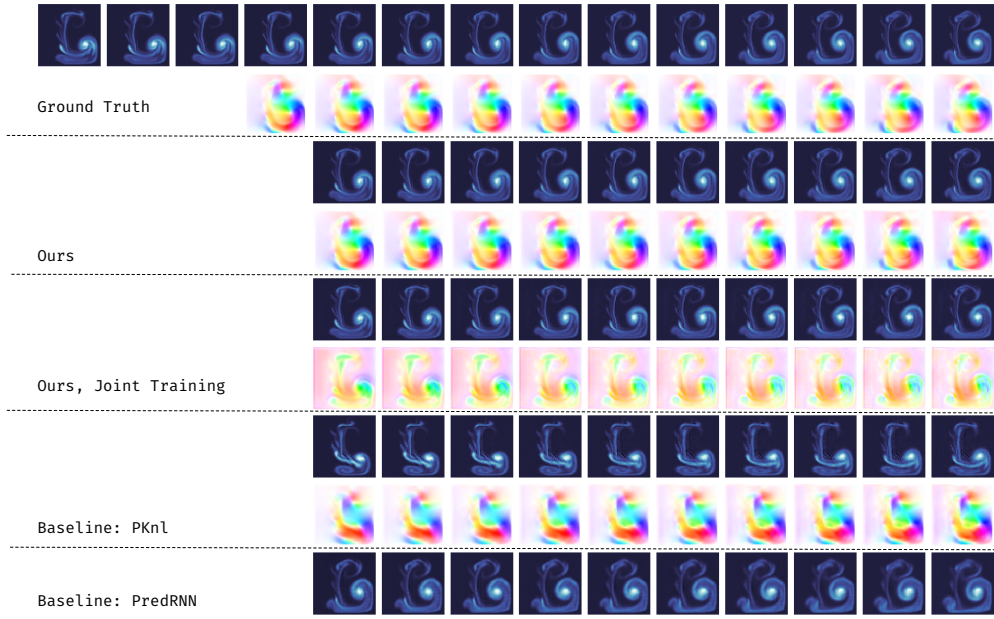 Ground Truth
Ours
Ours, Joint Training
Baseline: PKnl
Baseline: PredRNN